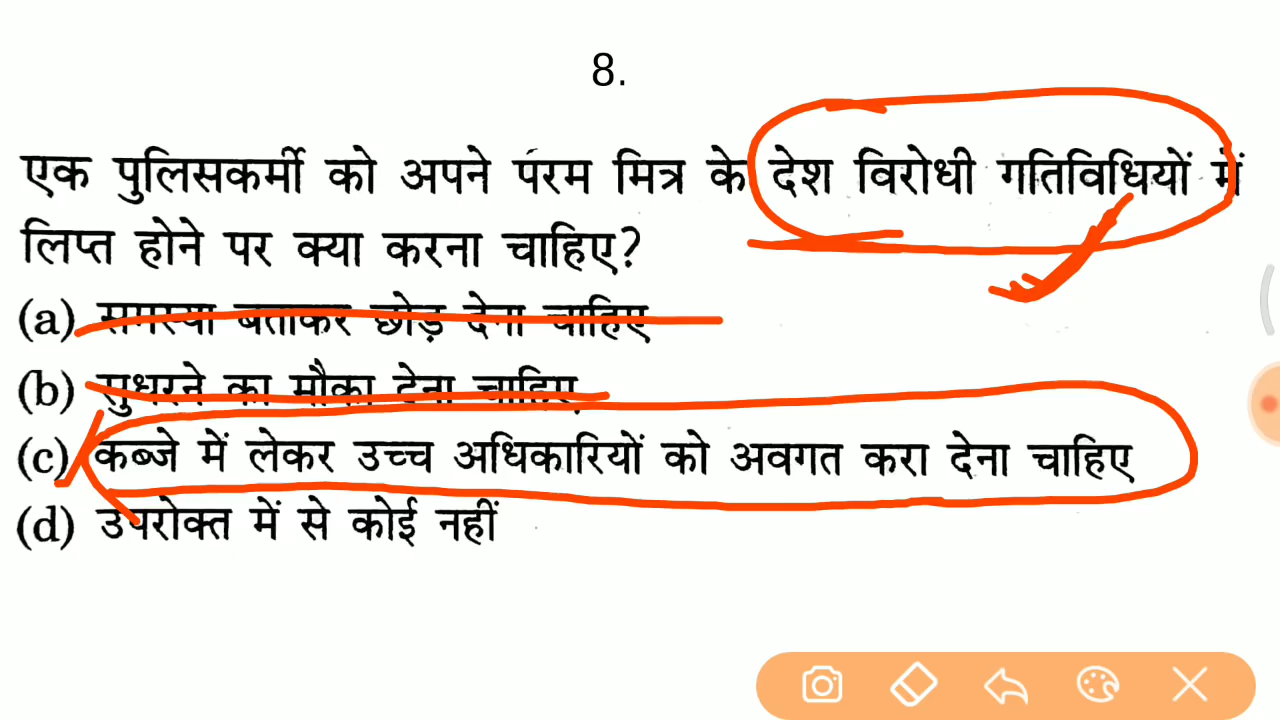 8.
एक पुलिसकर्मी को अपने परम मित्र के देश विरोधी गतिविधियों में
लिप्त होने पर क्या करना चाहिए?
(a) समस्या बताकर छोड़ देना चाहिए
(b) सुधरने का मौका देना चाहिए
(c) कब्जे में लेकर उच्च अधिकारियों को अवगत करा देना चाहिए
(d) उपरोक्त में से कोई नहीं